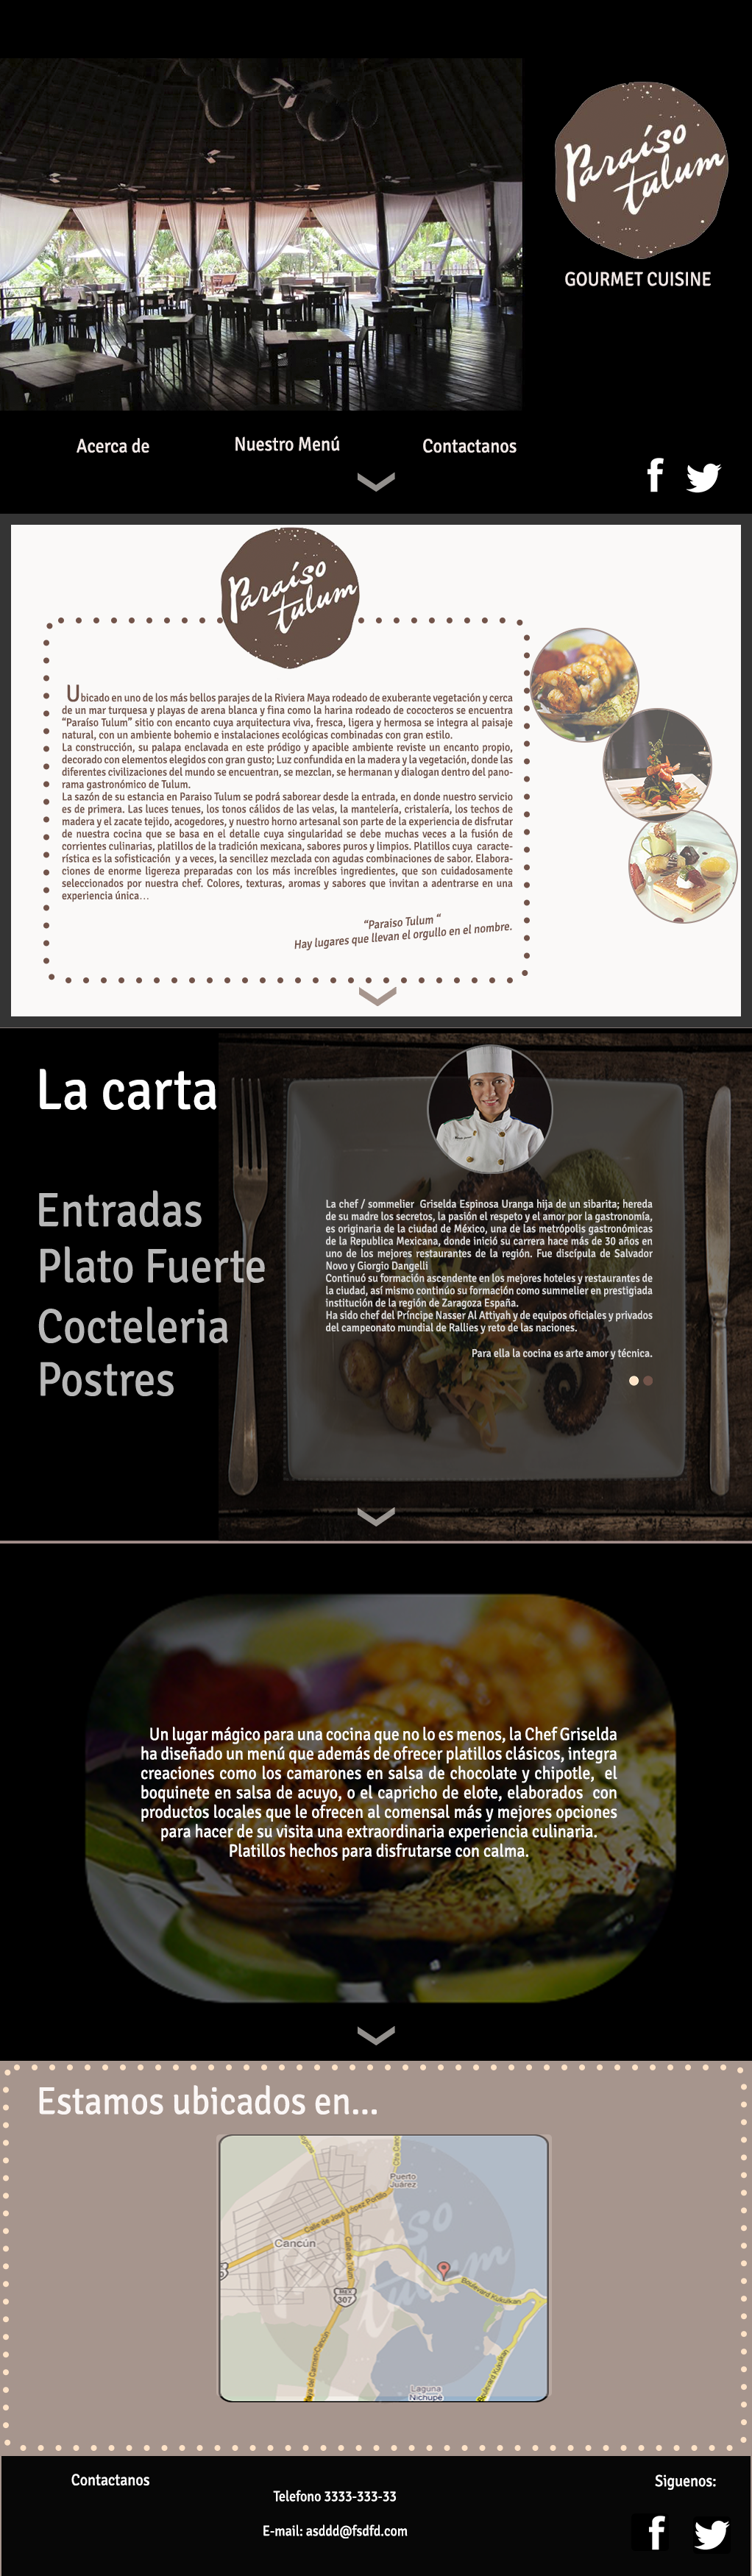 Paraíso
tulum
GOURMET CUISINE
Acerca de
Nuestro Menú
Contactanos
Paraíso
tulum
Ubicado en uno de los más bellos parajes de la Riviera Maya rodeado de exuberante vegetación y cerca
de un mar turquesa y playas de arena blanca y fina como la harina rodeado de cococteros se encuentra
“Paraíso Tulum” sitio con encanto cuya arquitectura viva, fresca, ligera y hermosa se integra al paisaje
natural, con un ambiente bohemio e instalaciones ecológicas combinadas con gran estilo.
La construcción, su palapa enclavada en este pródigo y apacible ambiente reviste un encanto propio,
decorado con elementos elegidos con gran gusto; Luz confundida en la madera y la vegetación, donde las
diferentes civilizaciones del mundo se encuentran, se mezclan, se hermanan y dialogan dentro del pano-
rama gastronómico de Tulum.
La sazón de su estancia en Paraiso Tulum se podrá saborear desde la entrada, en donde nuestro servicio
es de primera. Las luces tenues, los tonos cálidos de las velas, la mantelería, cristalería, los techos de
madera y el zacate tejido, acogedores, y nuestro horno artesanal son parte de la experiencia de disfrutar
de nuestra cocina que se basa en el detalle cuya singularidad se debe muchas veces a la fusión de
corrientes culinarias, platillos de la tradición mexicana, sabores puros y limpios. Platillos cuya caracte-
rística es la sofisticación y a veces, la sencillez mezclada con agudas combinaciones de sabor. Elabora-
ciones de enorme ligereza preparadas con los más increíbles ingredientes, que son cuidadosamente
seleccionados por nuestra chef. Colores, texturas, aromas y sabores que invitan a adentrarse en una
experiencia única…
“Paraiso Tulum “
Hay lugares que llevan el orgullo en el nombre.
La carta
Entradas
Plato Fuerte
Cocteleria
Postres
La chef / sommelier Griselda Espinosa Uranga hija de un sibarita; hereda
de su madre los secretos, la pasión el respeto y el amor por la gastronomía,
es originaria de la ciudad de México, una de las metrópolis gastronómicas
de la Republica Mexicana, donde inició su carrera hace más de 30 años en
uno de los mejores restaurantes de la región. Fue discípula de Salvador
Novo y Giorgio Dangelli
Continuó su formación ascendente en los mejores hoteles y restaurantes de
la ciudad, así mismo continúo su formación como summelier en prestigiada
institución de la región de Zaragoza España.
Ha sido chef del Príncipe Nasser Al Attiyah y de equipos oficiales y privados
del campeonato mundial de Rallies y reto de las naciones.
Para ella la cocina es arte amor y técnica.
Un lugar mágico para una cocina que no lo es menos, la Chef Griselda
ha diseñado un menú que además de ofrecer platillos clásicos, integra
creaciones como los camarones en salsa de chocolate y chipotle, el
boquinete en salsa de acuyo, o el capricho de elote, elaborados con
productos locales que le ofrecen al comensal más y mejores opciones
para hacer de su visita una extraordinaria experiencia culinaria.
Platillos hechos para disfrutarse con calma.
Estamos ubicados en...
Puerto
Juárez
Calle de José López Portillo
Cancún
Calle de Tulum
MEX
307
Boulevard Kukulkan
Boulevard Kukulkan
Laguna
Nichupe
Paraíso
tulum
Contactanos
Telefono 3333-333-33
E-mail: asddd@fsdfd.com
Siguenos: